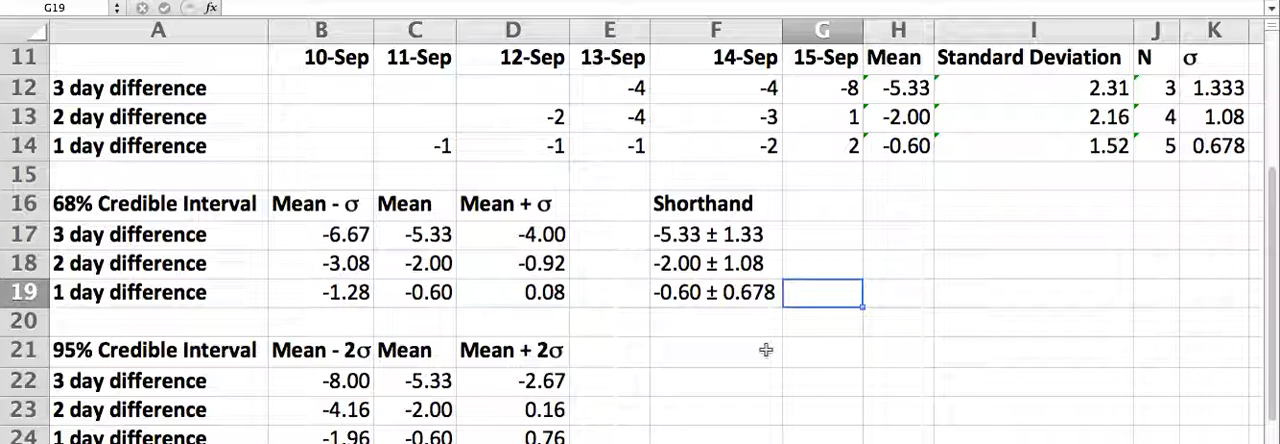 G19 fx
A B C D E F G H I J K
11 10-Sep 11-Sep 12-Sep 13-Sep 14-Sep 15-Sep Mean Standard Deviation N σ
12 3 day difference -4 -4 -8 -5.33 2.31 3 1.333
13 2 day difference -2 -4 -3 1 -2.00 2.16 4 1.08
14 1 day difference -1 -1 -1 -2 2 -0.60 1.52 5 0.678
15
16 68% Credible Interval Mean - σ Mean Mean + σ Shorthand
17 3 day difference -6.67 -5.33 -4.00 -5.33 ± 1.33
18 2 day difference -3.08 -2.00 -0.92 -2.00 ± 1.08
19 1 day difference -1.28 -0.60 0.08 -0.60 ± 0.678
20
21 95% Credible Interval Mean - 2σ Mean Mean + 2σ
22 3 day difference -8.00 -5.33 -2.67
23 2 day difference -4.16 -2.00 0.16
24 1 day difference -1.96 -0.60 0.76